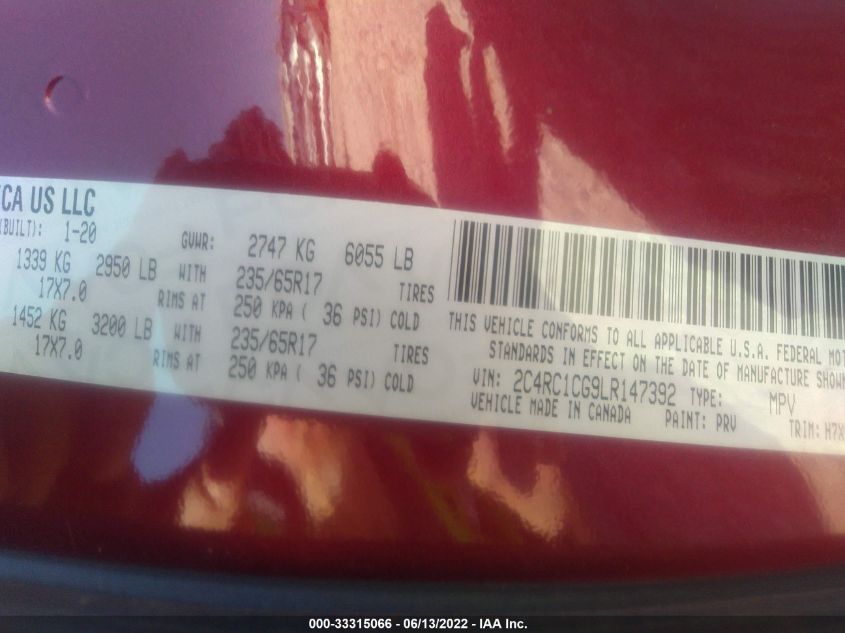 CA US LLC
(BUILT): 1-20 GVWR: 2747 KG 6055 LB
1339 KG 2950 LB WITH 235/65R17 TIRES
17X7.0 RIMS AT 250 KPA ( 36 PSI) COLD
1452 KG 3200 LB WITH 235/65R17 TIRES
17X7.0 RIMS AT 250 KPA ( 36 PSI) COLD
THIS VEHICLE CONFORMS TO ALL APPLICABLE U.S.A. FEDERAL MOT
STANDARDS IN EFFECT ON THE DATE OF MANUFACTURE SHOWN
VIN: 2C4RC1CG9LR147392 TYPE: MPV
VEHICLE MADE IN CANADA PAINT: PRV TRIM: H7X
000-33315066 - 06/13/2022 - IAA Inc.